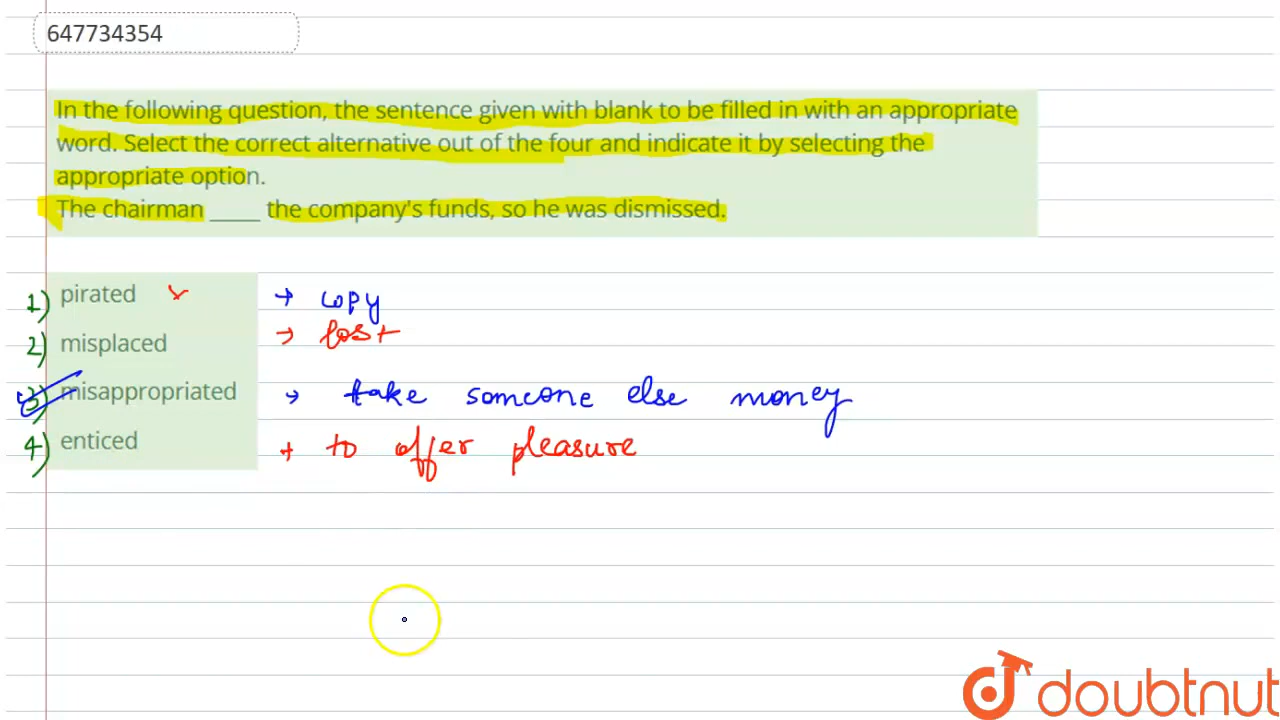 647734354
In the following question, the sentence given with blank to be filled in with an appropriate
word. Select the correct alternative out of the four and indicate it by selecting the
appropriate option.
The chairman _____ the company's funds, so he was dismissed.
1) pirated → copy
2) misplaced → lost
3) misappropriated → take someone else money
4) enticed → to offer pleasure
doubtnut